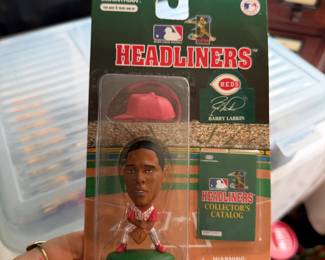 HEADLINERS
REDS
BARRY LARKIN
HEADLINERS
COLLECTOR'S
CATALOG
WARNING